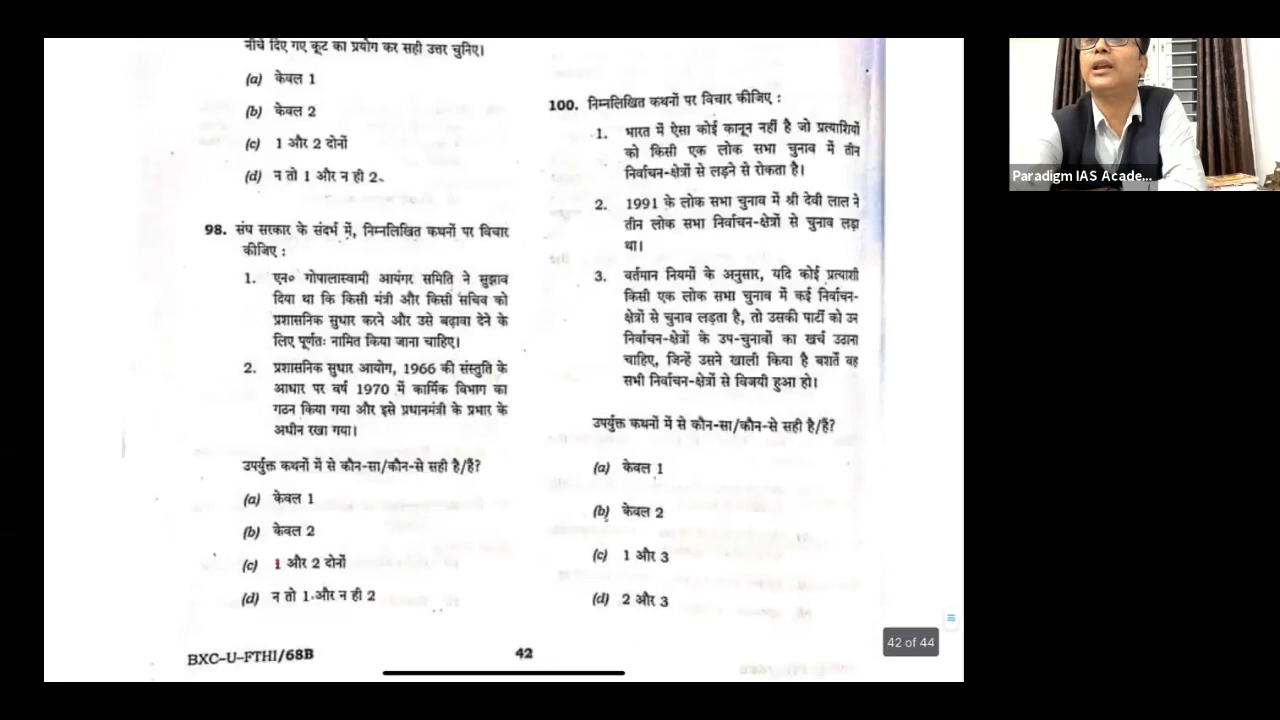 नीचे दिए गए कूट का प्रयोग कर सही उत्तर चुनिए।
(a) केवल 1
(b) केवल 2
(c) 1 और 2 दोनों
(d) न तो 1 और न ही 2
98. संघ सरकार के संदर्भ में, निम्नलिखित कथनों पर विचार
कीजिए :
1. एन० गोपालास्वामी आयंगर समिति ने सुझाव
दिया था कि किसी मंत्री और किसी सचिव को
प्रशासनिक सुधार करने और उसे बढ़ावा देने के
लिए पूर्णतः नामित किया जाना चाहिए।
2. प्रशासनिक सुधार आयोग, 1966 की संस्तुति के
आधार पर वर्ष 1970 में कार्मिक विभाग का
गठन किया गया और इसे प्रधानमंत्री के प्रभार के
अधीन रखा गया।
उपर्युक्त कथनों में से कौन-सा/कौन-से सही है/हैं?
(a) केवल 1
(b) केवल 2
(c) 1 और 2 दोनों
(d) न तो 1 और न ही 2
100. निम्नलिखित कथनों पर विचार कीजिए :
1. भारत में ऐसा कोई कानून नहीं है जो प्रत्याशियों
को किसी एक लोक सभा चुनाव में तीन
निर्वाचन-क्षेत्रों से लड़ने से रोकता है।
2. 1991 के लोक सभा चुनाव में श्री देवी लाल ने
तीन लोक सभा निर्वाचन-क्षेत्रों से चुनाव लड़ा
था।
3. वर्तमान नियमों के अनुसार, यदि कोई प्रत्याशी
किसी एक लोक सभा चुनाव में कई निर्वाचन-
क्षेत्रों से चुनाव लड़ता है, तो उसकी पार्टी को उन
निर्वाचन-क्षेत्रों के उप-चुनावों का खर्च उठाना
चाहिए, जिन्हें उसने खाली किया है बशर्ते वह
सभी निर्वाचन-क्षेत्रों से विजयी हुआ हो।
उपर्युक्त कथनों में से कौन-सा/कौन-से सही है/हैं?
(a) केवल 1
(b) केवल 2
(c) 1 और 3
(d) 2 और 3
BXC-U-FTHI/68B
42
42 of 44
Paradigm IAS Acade...